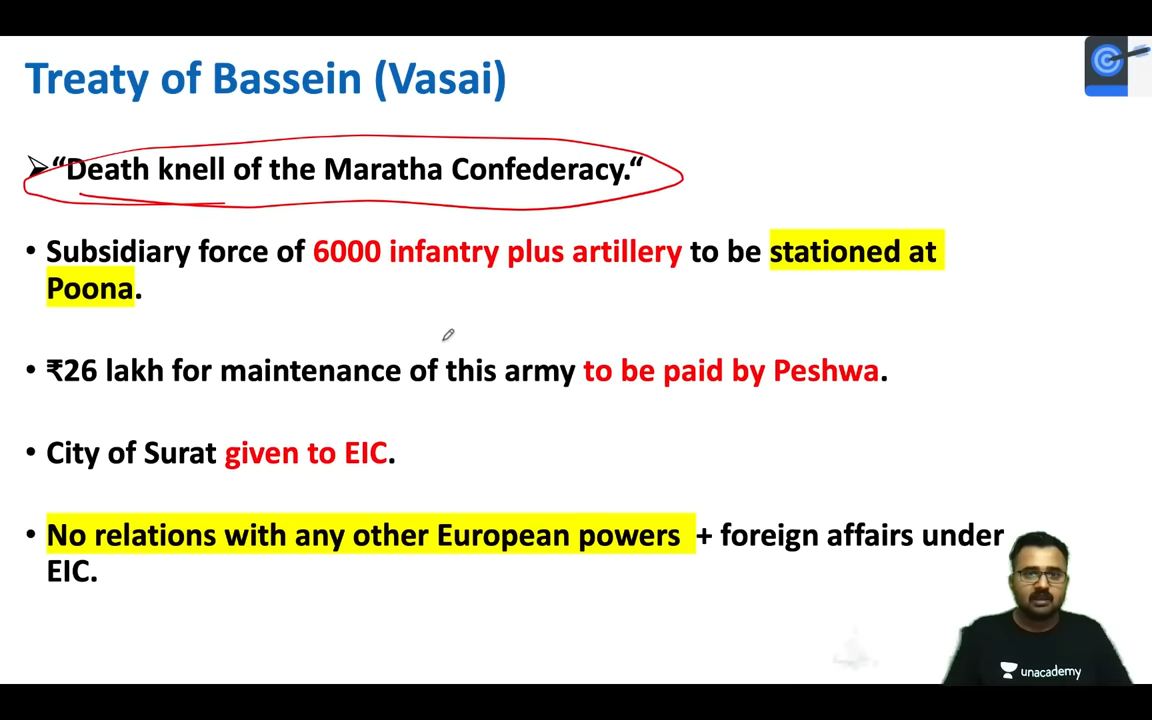 Treaty of Bassein (Vasai)
➢“Death knell of the Maratha Confederacy.“
• Subsidiary force of 6000 infantry plus artillery to be stationed at
Poona.
• ₹26 lakh for maintenance of this army to be paid by Peshwa.
• City of Surat given to EIC.
• No relations with any other European powers + foreign affairs under
EIC.
unacademy